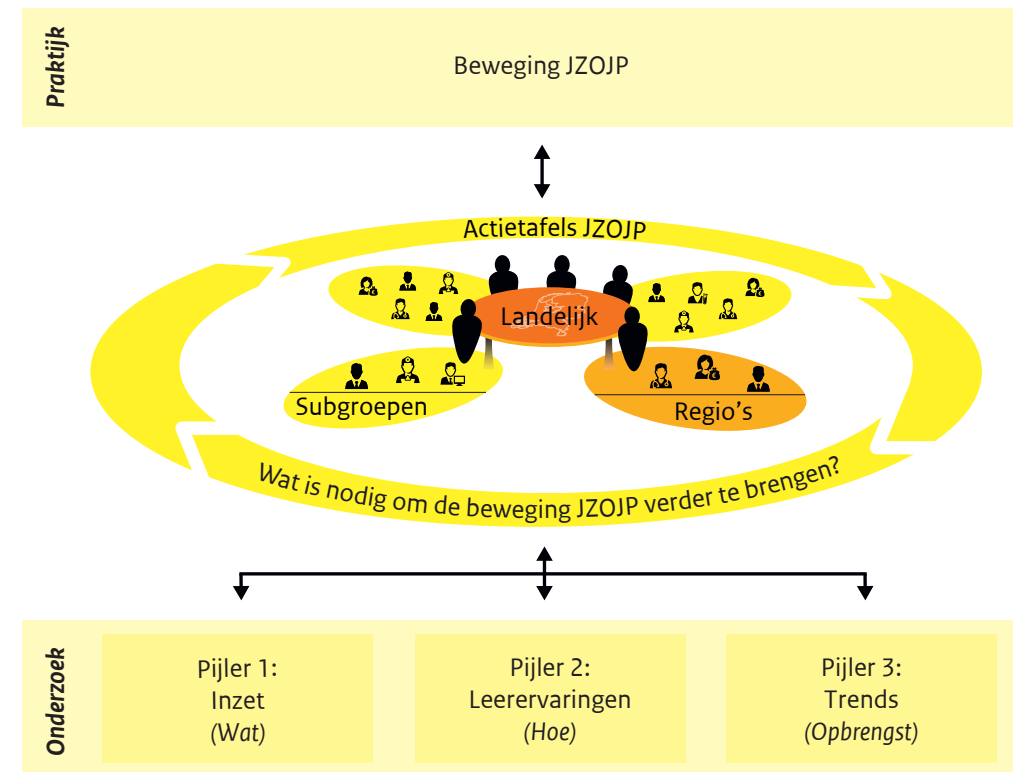 Praktijk
Beweging JZOJP
Actietafels JZOJP
Landelijk
Subgroepen
Regio's
Wat is nodig om de beweging JZOJP verder te brengen?
Onderzoek
Pijler 1:
Inzet
(Wat)
Pijler 2:
Leerervaringen
(Hoe)
Pijler 3:
Trends
(Opbrengst)